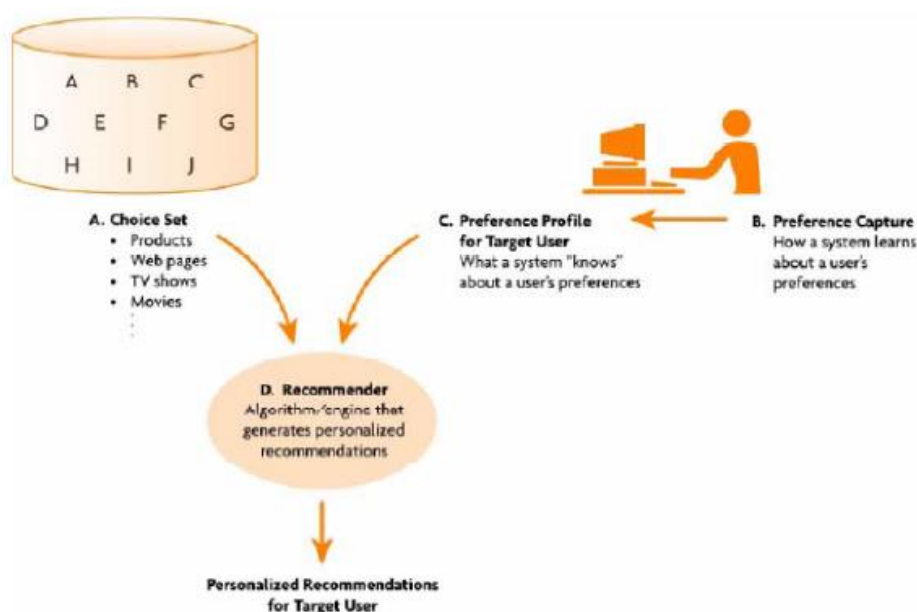 A B C
D E F G
H I J
A. Choice Set
• Products
• Web pages
• TV shows
• Movies
C. Preference Profile
for Target User
What a system "knows"
about a user's preferences
B. Preference Capture
How a system learns
about a user's
preferences
D. Recommender
Algorithm/engine that
generates personalized
recommendations
Personalized Recommendations
for Target User